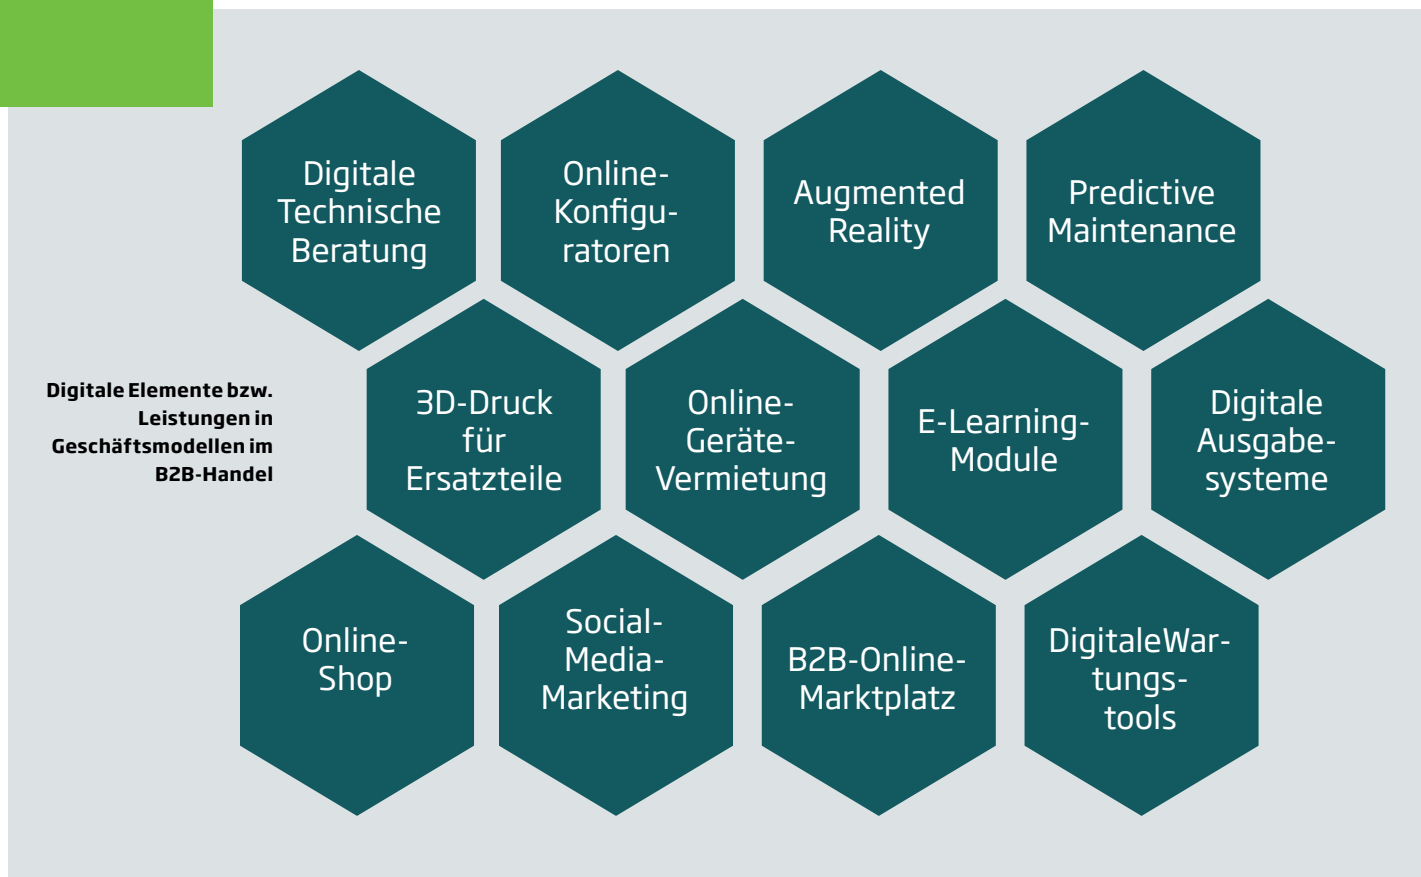 Digitale
Technische
Beratung
Online-
Konfigu-
ratoren
Augmented
Reality
Predictive
Maintenance
Digitale Elemente bzw.
Leistungen in
Geschäftsmodellen im
B2B-Handel
3D-Druck
für
Ersatzteile
Online-
Geräte-
Vermietung
E-Learning-
Module
Digitale
Ausgabe-
systeme
Online-
Shop
Social-
Media-
Marketing
B2B-Online-
Marktplatz
DigitaleWar-
tungs-
tools